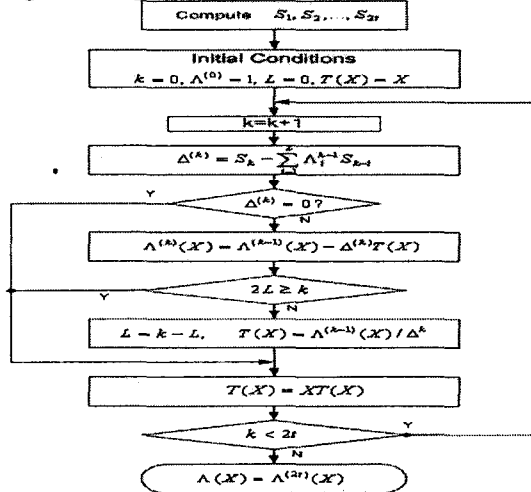 Compute S₁, S₂, ..., S₂ₜ
Initial Conditions
k = 0, Λ⁽⁰⁾ = 1, L = 0, T(X) = X
k=k+1
Δ⁽ᵏ⁾ = Sₖ − ∑ Λᵢᵏ⁻¹ Sₖ₋ᵢ
Y
Δ⁽ᵏ⁾ = 0?
N
Λ⁽ᵏ⁾(X) = Λ⁽ᵏ⁻¹⁾(X) − Δ⁽ᵏ⁾T(X)
Y
2L ≥ k
N
L = k − L, T(X) = Λ⁽ᵏ⁻¹⁾(X) / Δᵏ
T(X) = XT(X)
k < 2t
Y
N
Λ(X) = Λ⁽²ᵗ⁾(X)